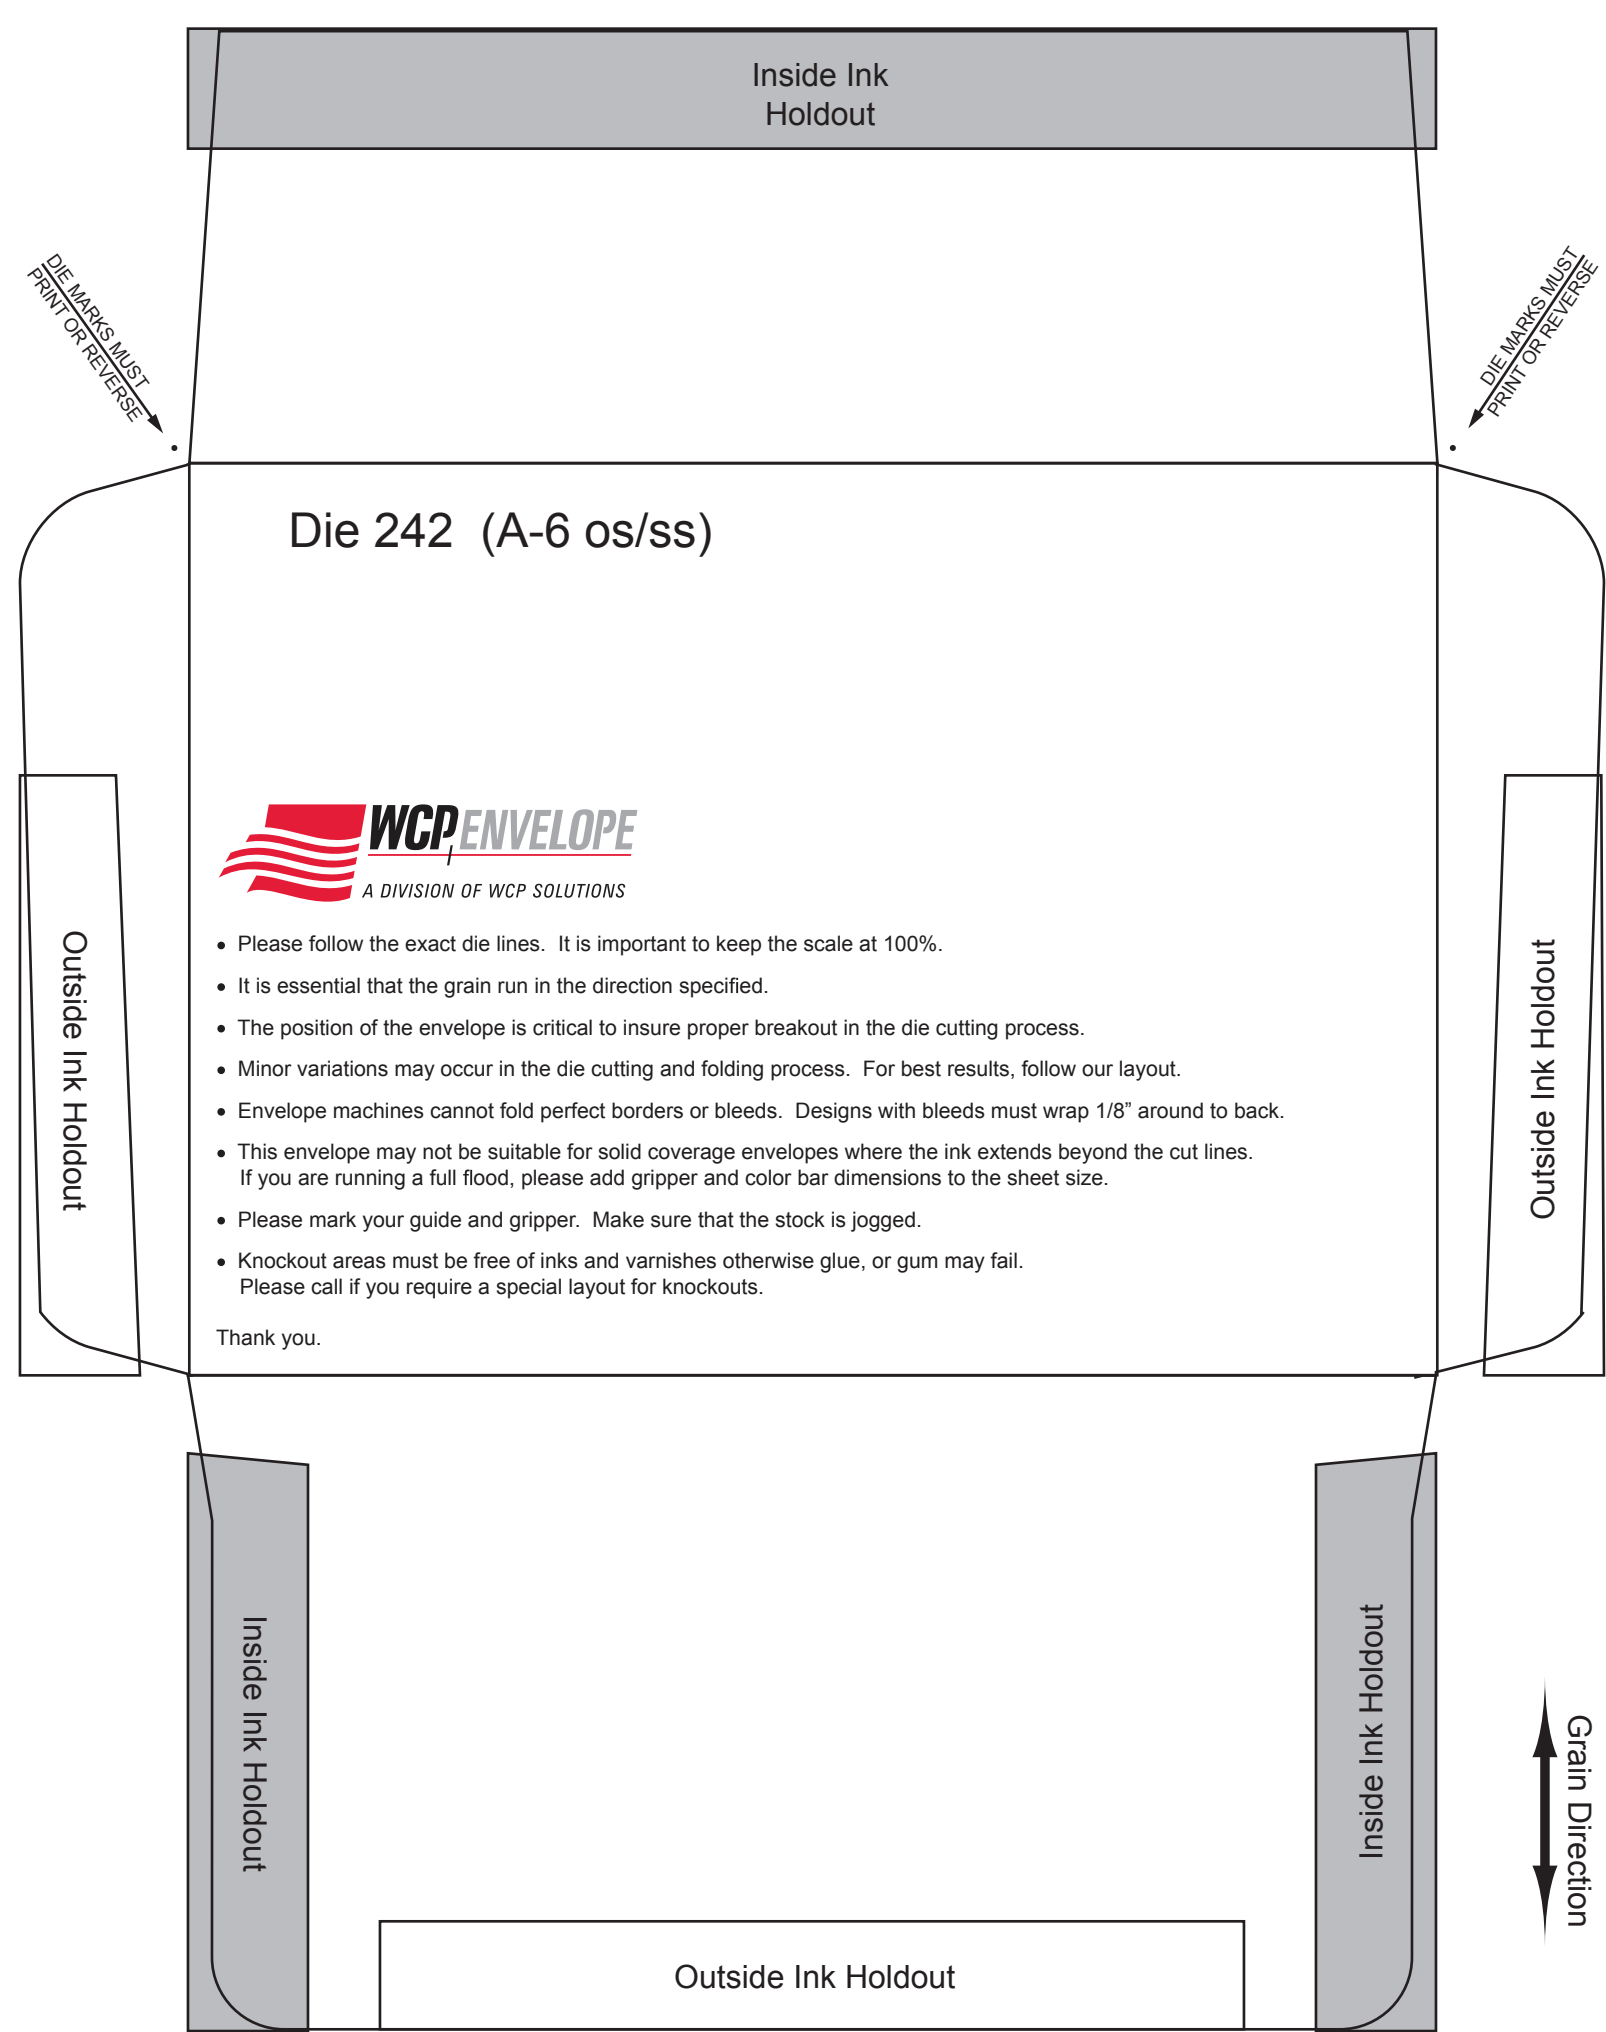 Inside Ink
Holdout
DIE MARKS MUST
PRINT OR REVERSE
DIE MARKS MUST
PRINT OR REVERSE
Die 242 (A-6 os/ss)
WCP ENVELOPE
A DIVISION OF WCP SOLUTIONS
• Please follow the exact die lines. It is important to keep the scale at 100%.
• It is essential that the grain run in the direction specified.
• The position of the envelope is critical to insure proper breakout in the die cutting process.
• Minor variations may occur in the die cutting and folding process. For best results, follow our layout.
• Envelope machines cannot fold perfect borders or bleeds. Designs with bleeds must wrap 1/8” around to back.
• This envelope may not be suitable for solid coverage envelopes where the ink extends beyond the cut lines.
If you are running a full flood, please add gripper and color bar dimensions to the sheet size.
• Please mark your guide and gripper. Make sure that the stock is jogged.
• Knockout areas must be free of inks and varnishes otherwise glue, or gum may fail.
Please call if you require a special layout for knockouts.
Thank you.
Outside Ink Holdout
Outside Ink Holdout
Inside Ink Holdout
Inside Ink Holdout
Grain Direction
Outside Ink Holdout